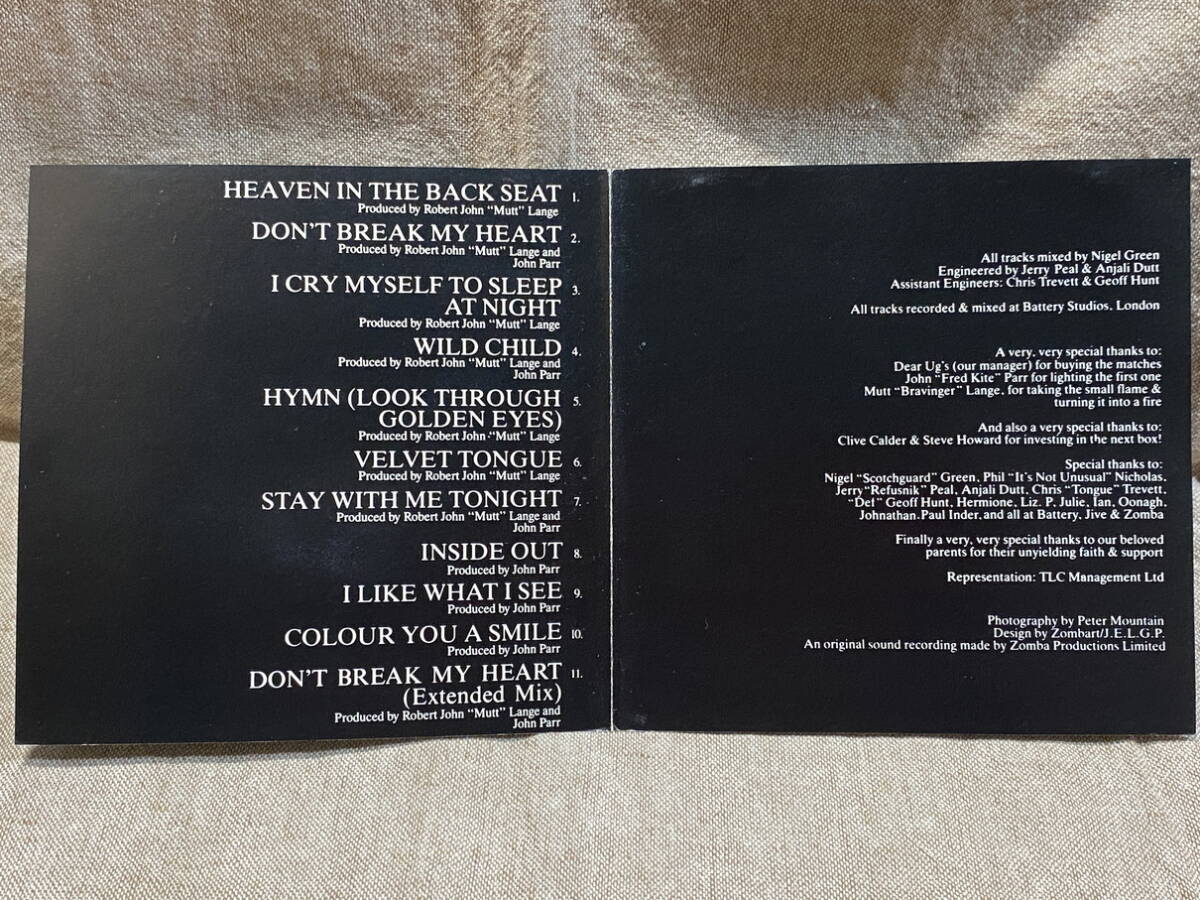 HEAVEN IN THE BACK SEAT 1.
Produced by Robert John "Mutt" Lange
DON'T BREAK MY HEART 2.
Produced by Robert John "Mutt" Lange and
John Parr
I CRY MYSELF TO SLEEP 3.
AT NIGHT
Produced by Robert John "Mutt" Lange
WILD CHILD 4.
Produced by Robert John "Mutt" Lange and
John Parr
HYMN (LOOK THROUGH 5.
GOLDEN EYES)
Produced by Robert John "Mutt" Lange
VELVET TONGUE 6.
Produced by Robert John "Mutt" Lange
STAY WITH ME TONIGHT 7.
Produced by Robert John "Mutt" Lange and
John Parr
INSIDE OUT 8.
Produced by John Parr
I LIKE WHAT I SEE 9.
Produced by John Parr
COLOUR YOU A SMILE 10.
Produced by John Parr
DON'T BREAK MY HEART 11.
(Extended Mix)
Produced by Robert John "Mutt" Lange and
John Parr
All tracks mixed by Nigel Green
Engineered by Jerry Peal & Anjali Dutt
Assistant Engineers: Chris Trevett & Geoff Hunt
All tracks recorded & mixed at Battery Studios, London
A very, very special thanks to:
Dear Ug's (our manager) for buying the matches
John "Fred Kite" Parr for lighting the first one
Mutt "Bravinger" Lange, for taking the small flame &
turning it into a fire
And also a very special thanks to:
Clive Calder & Steve Howard for investing in the next box!
Special thanks to:
Nigel "Scotchguard" Green, Phil "It's Not Unusual" Nicholas,
Jerry "Refusnik" Peal, Anjali Dutt, Chris "Tongue" Trevett,
"Def" Geoff Hunt, Hermione, Liz. P, Julie, Ian, Oonagh,
Johnathan, Paul Inder, and all at Battery, Jive & Zomba
Finally a very, very special thanks to our beloved
parents for their unyielding faith & support
Representation: TLC Management Ltd
Photography by Peter Mountain
Design by Zombart/J.E.L.G.P.
An original sound recording made by Zomba Productions Limited